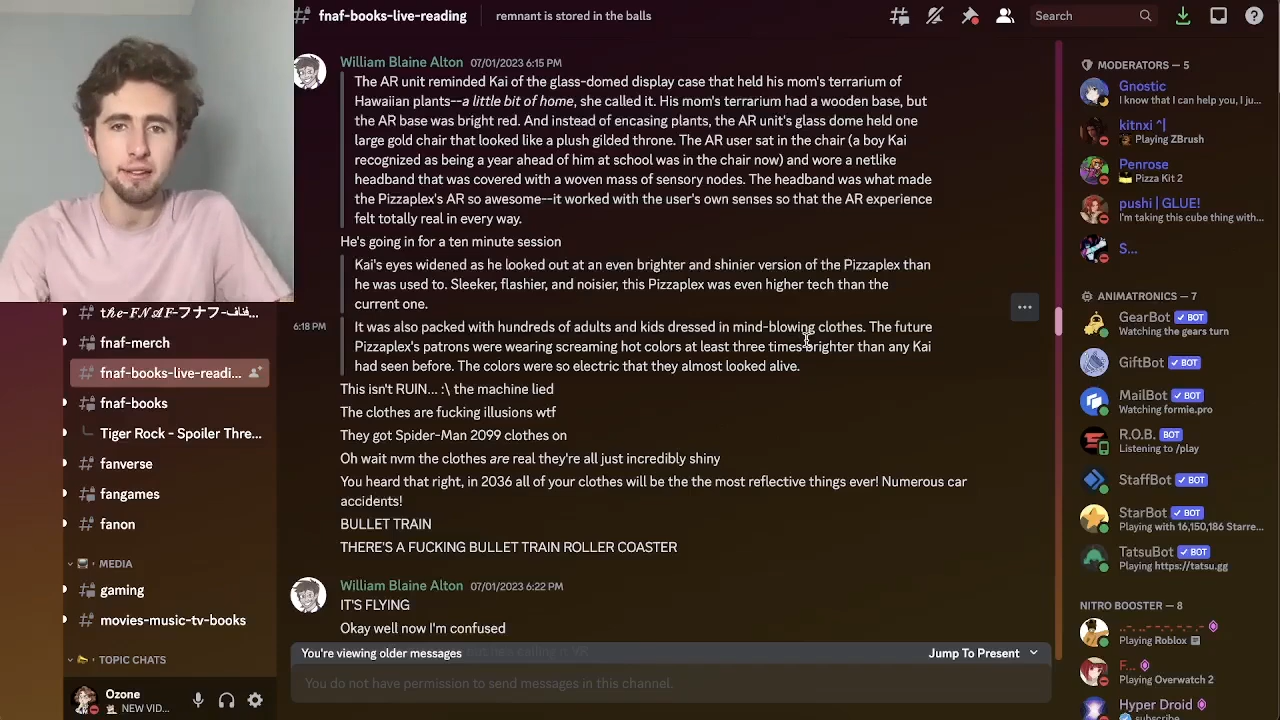 fnaf-books-live-reading
remnant is stored in the balls
Search
William Blaine Alton 07/01/2023 6:15 PM
The AR unit reminded Kai of the glass-domed display case that held his mom's terrarium of
Hawaiian plants--a little bit of home, she called it. His mom's terrarium had a wooden base, but
the AR base was bright red. And instead of encasing plants, the AR unit's glass dome held one
large gold chair that looked like a plush gilded throne. The AR user sat in the chair (a boy Kai
recognized as being a year ahead of him at school was in the chair now) and wore a netlike
headband that was covered with a woven mass of sensory nodes. The headband was what made
the Pizzaplex's AR so awesome--it worked with the user's own senses so that the AR experience
felt totally real in every way.
He's going in for a ten minute session
Kai's eyes widened as he looked out at an even brighter and shinier version of the Pizzaplex than
he was used to. Sleeker, flashier, and noisier, this Pizzaplex was even higher tech than the
current one.
6:18 PM
It was also packed with hundreds of adults and kids dressed in mind-blowing clothes. The future
Pizzaplex's patrons were wearing screaming hot colors at least three times brighter than any Kai
had seen before. The colors were so electric that they almost looked alive.
This isn't RUIN... :\ the machine lied
The clothes are fucking illusions wtf
They got Spider-Man 2099 clothes on
Oh wait nvm the clothes are real they're all just incredibly shiny
You heard that right, in 2036 all of your clothes will be the the most reflective things ever! Numerous car
accidents!
BULLET TRAIN
THERE'S A FUCKING BULLET TRAIN ROLLER COASTER
William Blaine Alton 07/01/2023 6:22 PM
IT'S FLYING
Okay well now I'm confused
but he's calling it VR
You're viewing older messages
Jump To Present
You do not have permission to send messages in this channel.
fnaf-merch
fnaf-books-live-readi...
fnaf-books
Tiger Rock - Spoiler Thre...
fanverse
fangames
fanon
MEDIA
gaming
movies-music-tv-books
TOPIC CHATS
Ozone
NEW VID...
MODERATORS — 5
Gnostic
I know that I can help you, I ju...
kitnxi ^|
Playing ZBrush
Penrose
Pizza Kit 2
pushi | GLUE!
I'm taking this cube thing with...
S...
ANIMATRONICS — 7
GearBot BOT
Watching the gears turn
GiftBot BOT
MailBot BOT
Watching formie.pro
R.O.B. BOT
Listening to /play
StaffBot BOT
StarBot BOT
Playing with 16,150,186 Starre...
TatsuBot BOT
Playing https://tatsu.gg
NITRO BOOSTER — 8
Playing Roblox
F...
Playing Overwatch 2
Hyper Droid
subscribe